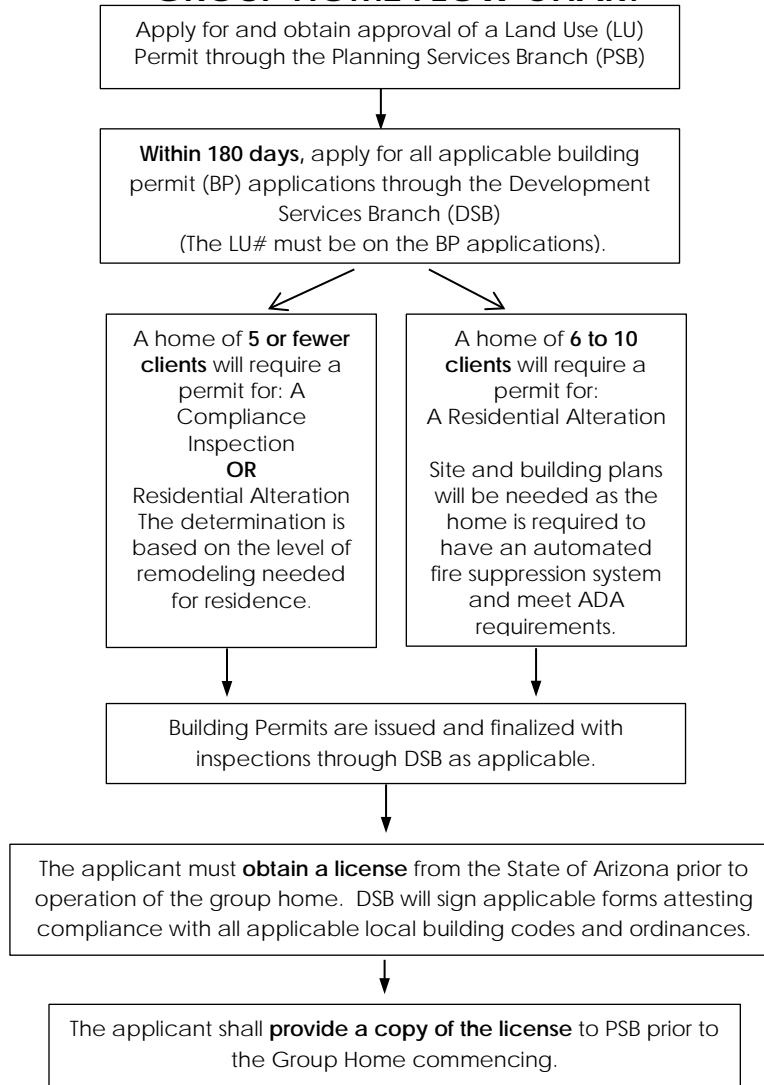 Apply for and obtain approval of a Land Use (LU)
Permit through the Planning Services Branch (PSB)
Within 180 days, apply for all applicable building
permit (BP) applications through the Development
Services Branch (DSB)
(The LU# must be on the BP applications).
A home of 5 or fewer
clients will require a
permit for: A
Compliance
Inspection
OR
Residential Alteration
The determination is
based on the level of
remodeling needed
for residence.
A home of 6 to 10
clients will require a
permit for:
A Residential Alteration
Site and building plans
will be needed as the
home is required to
have an automated
fire suppression system
and meet ADA
requirements.
Building Permits are issued and finalized with
inspections through DSB as applicable.
The applicant must obtain a license from the State of Arizona prior to
operation of the group home. DSB will sign applicable forms attesting
compliance with all applicable local building codes and ordinances.
The applicant shall provide a copy of the license to PSB prior to
the Group Home commencing.